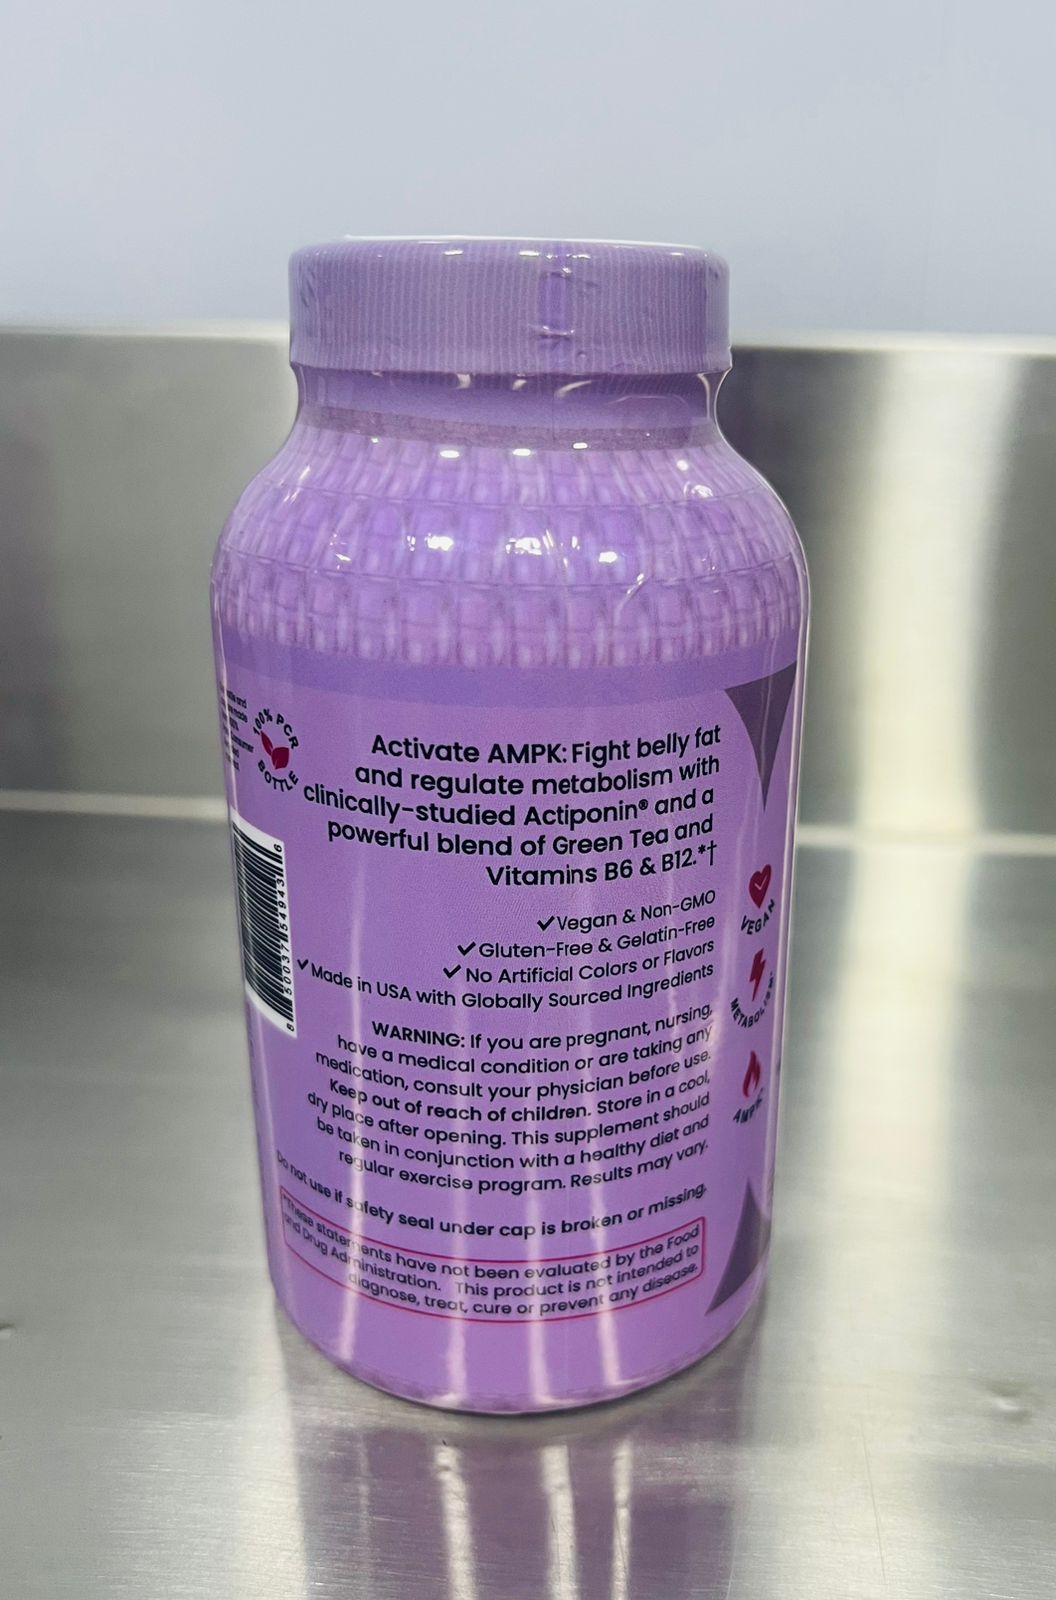 100% PCR
BOTTLE
Activate AMPK: Fight belly fat
and regulate metabolism with
clinically-studied Actiponin® and a
powerful blend of Green Tea and
Vitamins B6 & B12.*†
✓Vegan & Non-GMO
✓Gluten-Free & Gelatin-Free
✓No Artificial Colors or Flavors
✓Made in USA with Globally Sourced Ingredients
WARNING: If you are pregnant, nursing,
have a medical condition or are taking any
medication, consult your physician before use.
Keep out of reach of children. Store in a cool,
dry place after opening. This supplement should
be taken in conjunction with a healthy diet and
regular exercise program. Results may vary.
Do not use if safety seal under cap is broken or missing.
*These statements have not been evaluated by the Food
and Drug Administration. This product is not intended to
diagnose, treat, cure or prevent any disease.
8 50037 54943 6
VEGAN
METABOLISM
AMPK